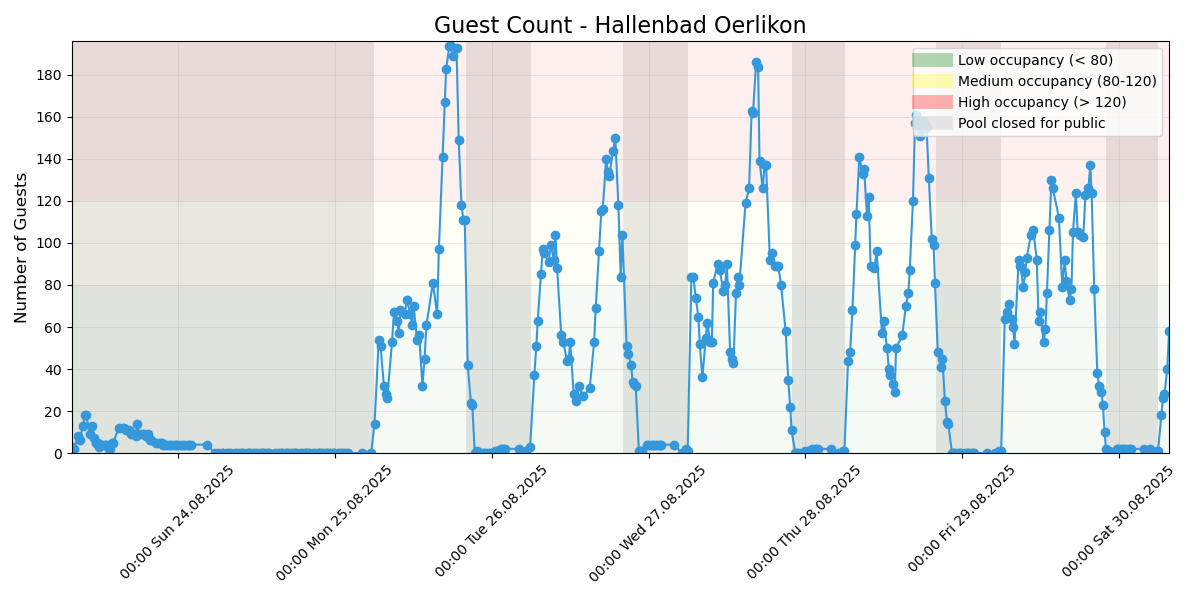 Guest Count - Hallenbad Oerlikon
Low occupancy (< 80)
Medium occupancy (80-120)
High occupancy (> 120)
Pool closed for public
Number of Guests
180
160
140
120
100
80
60
40
20
0
00:00 Sun 24.08.2025
00:00 Mon 25.08.2025
00:00 Tue 26.08.2025
00:00 Wed 27.08.2025
00:00 Thu 28.08.2025
00:00 Fri 29.08.2025
00:00 Sat 30.08.2025